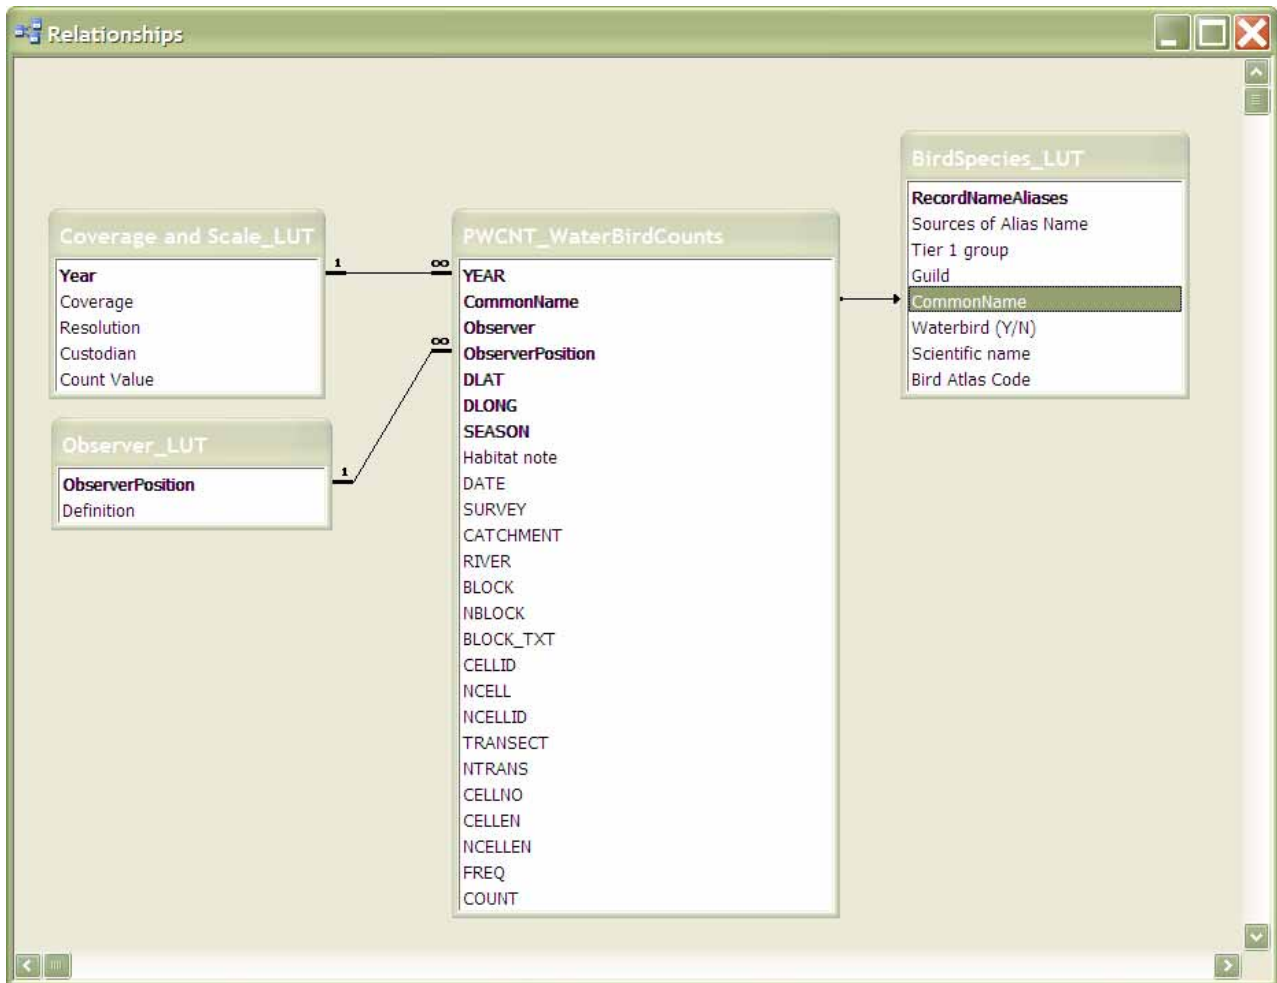 Relationships
Coverage and Scale_LUT
Year
Coverage
Resolution
Custodian
Count Value
Observer_LUT
ObserverPosition
Definition
1
∞
1
∞
PWCNT_WaterBirdCounts
YEAR
CommonName
Observer
ObserverPosition
DLAT
DLONG
SEASON
Habitat note
DATE
SURVEY
CATCHMENT
RIVER
BLOCK
NBLOCK
BLOCK_TXT
CELLID
NCELL
NCELLID
TRANSECT
NTRANS
CELLNO
CELLEN
NCELLEN
FREQ
COUNT
BirdSpecies_LUT
RecordNameAliases
Sources of Alias Name
Tier 1 group
Guild
CommonName
Waterbird (Y/N)
Scientific name
Bird Atlas Code